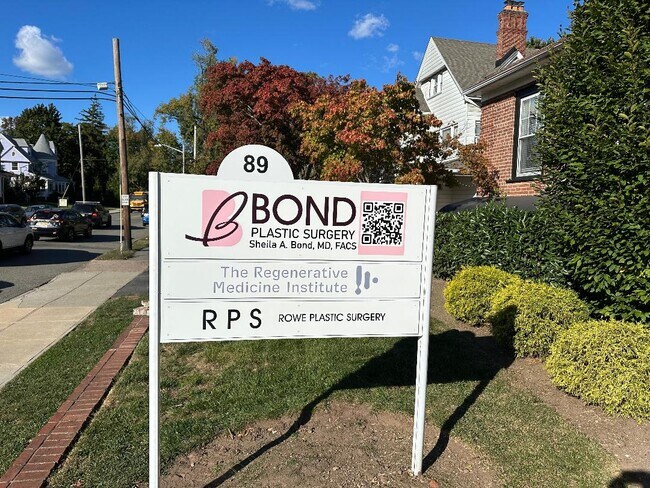 89
BOND
PLASTIC SURGERY
Sheila A. Bond, MD, FACS
The Regenerative
Medicine Institute
RPS ROWE PLASTIC SURGERY